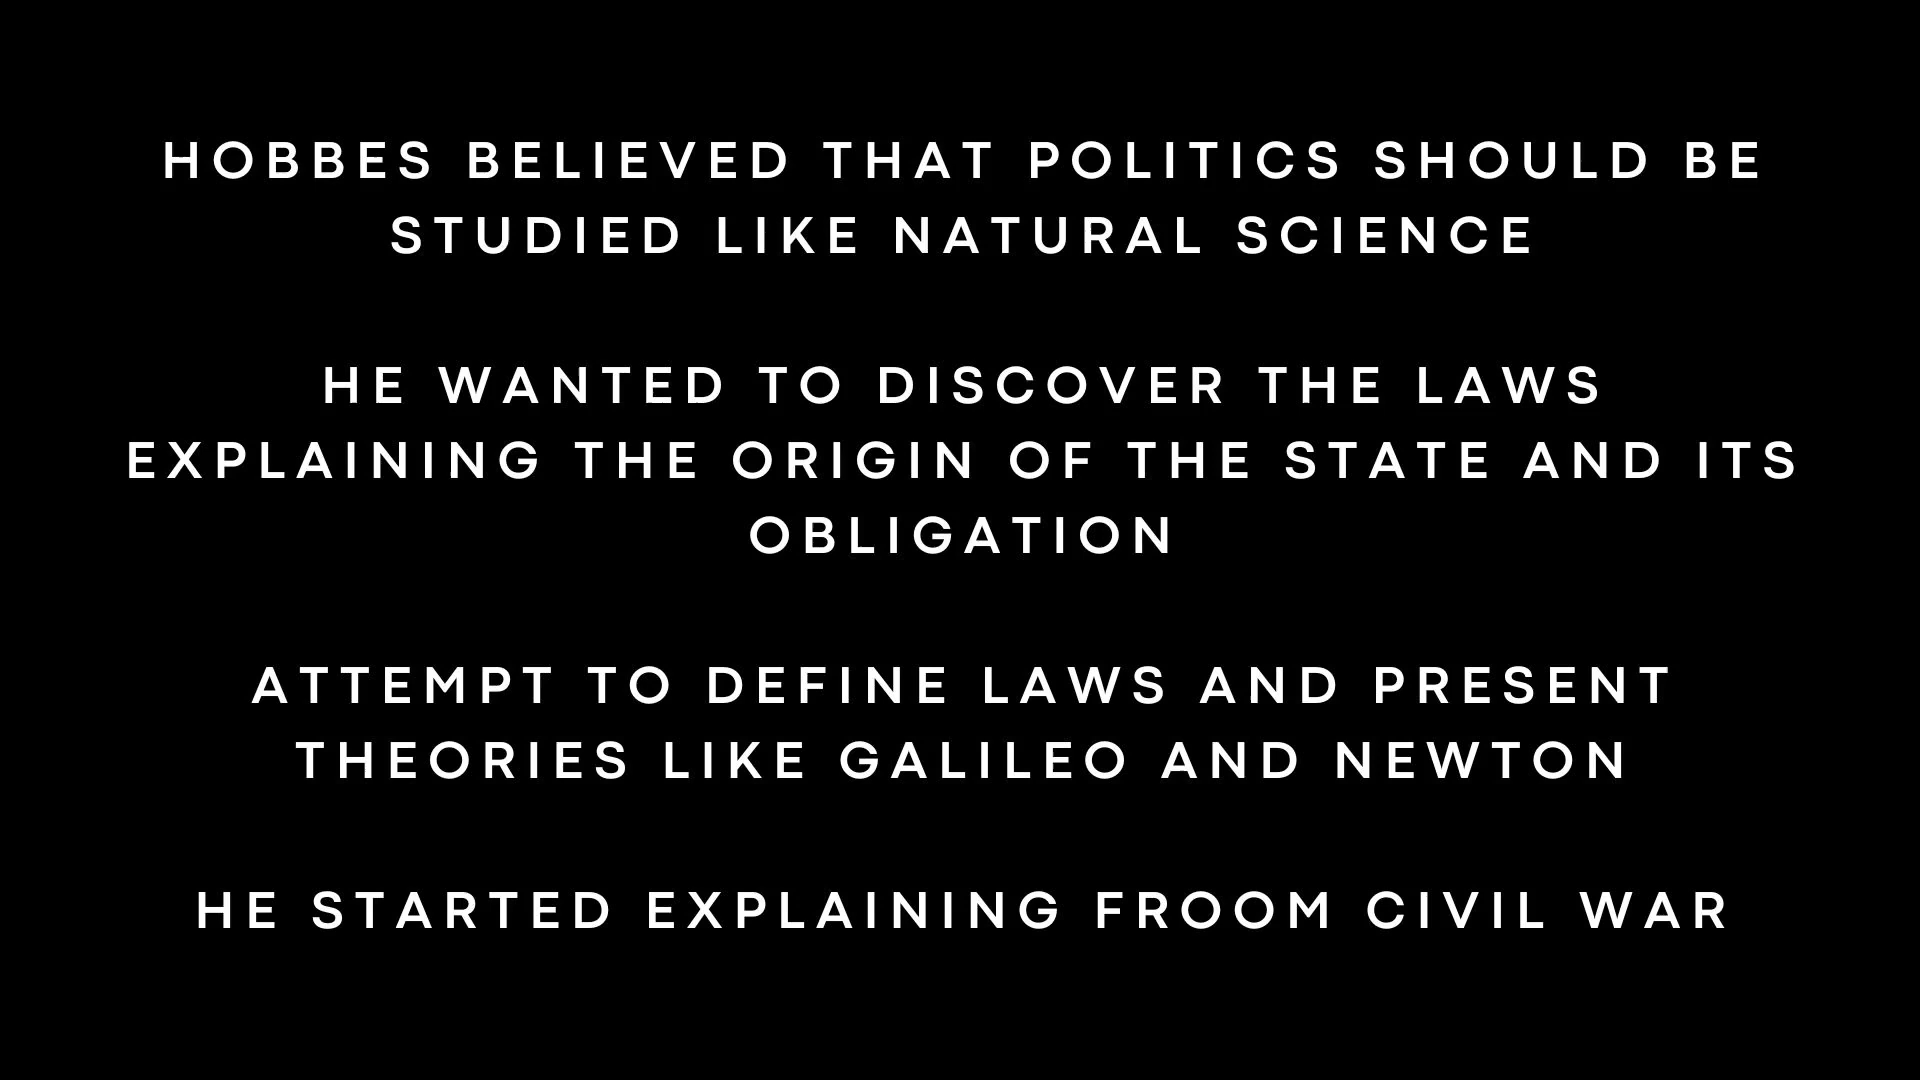 HOBBES BELIEVED THAT POLITICS SHOULD BE
STUDIED LIKE NATURAL SCIENCE
HE WANTED TO DISCOVER THE LAWS
EXPLAINING THE ORIGIN OF THE STATE AND ITS
OBLIGATION
ATTEMPT TO DEFINE LAWS AND PRESENT
THEORIES LIKE GALILEO AND NEWTON
HE STARTED EXPLAINING FROOM CIVIL WAR